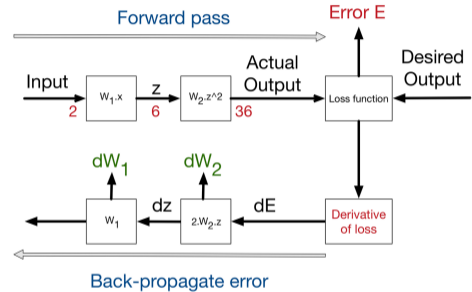 Forward pass
Error E
Input
2
W₁.x
z
6
W₂.z^2
Actual
Output
36
Loss function
Desired
Output
dW₁
dW₂
W₁
dz
2.W₂.z
dE
Derivative
of loss
Back-propagate error